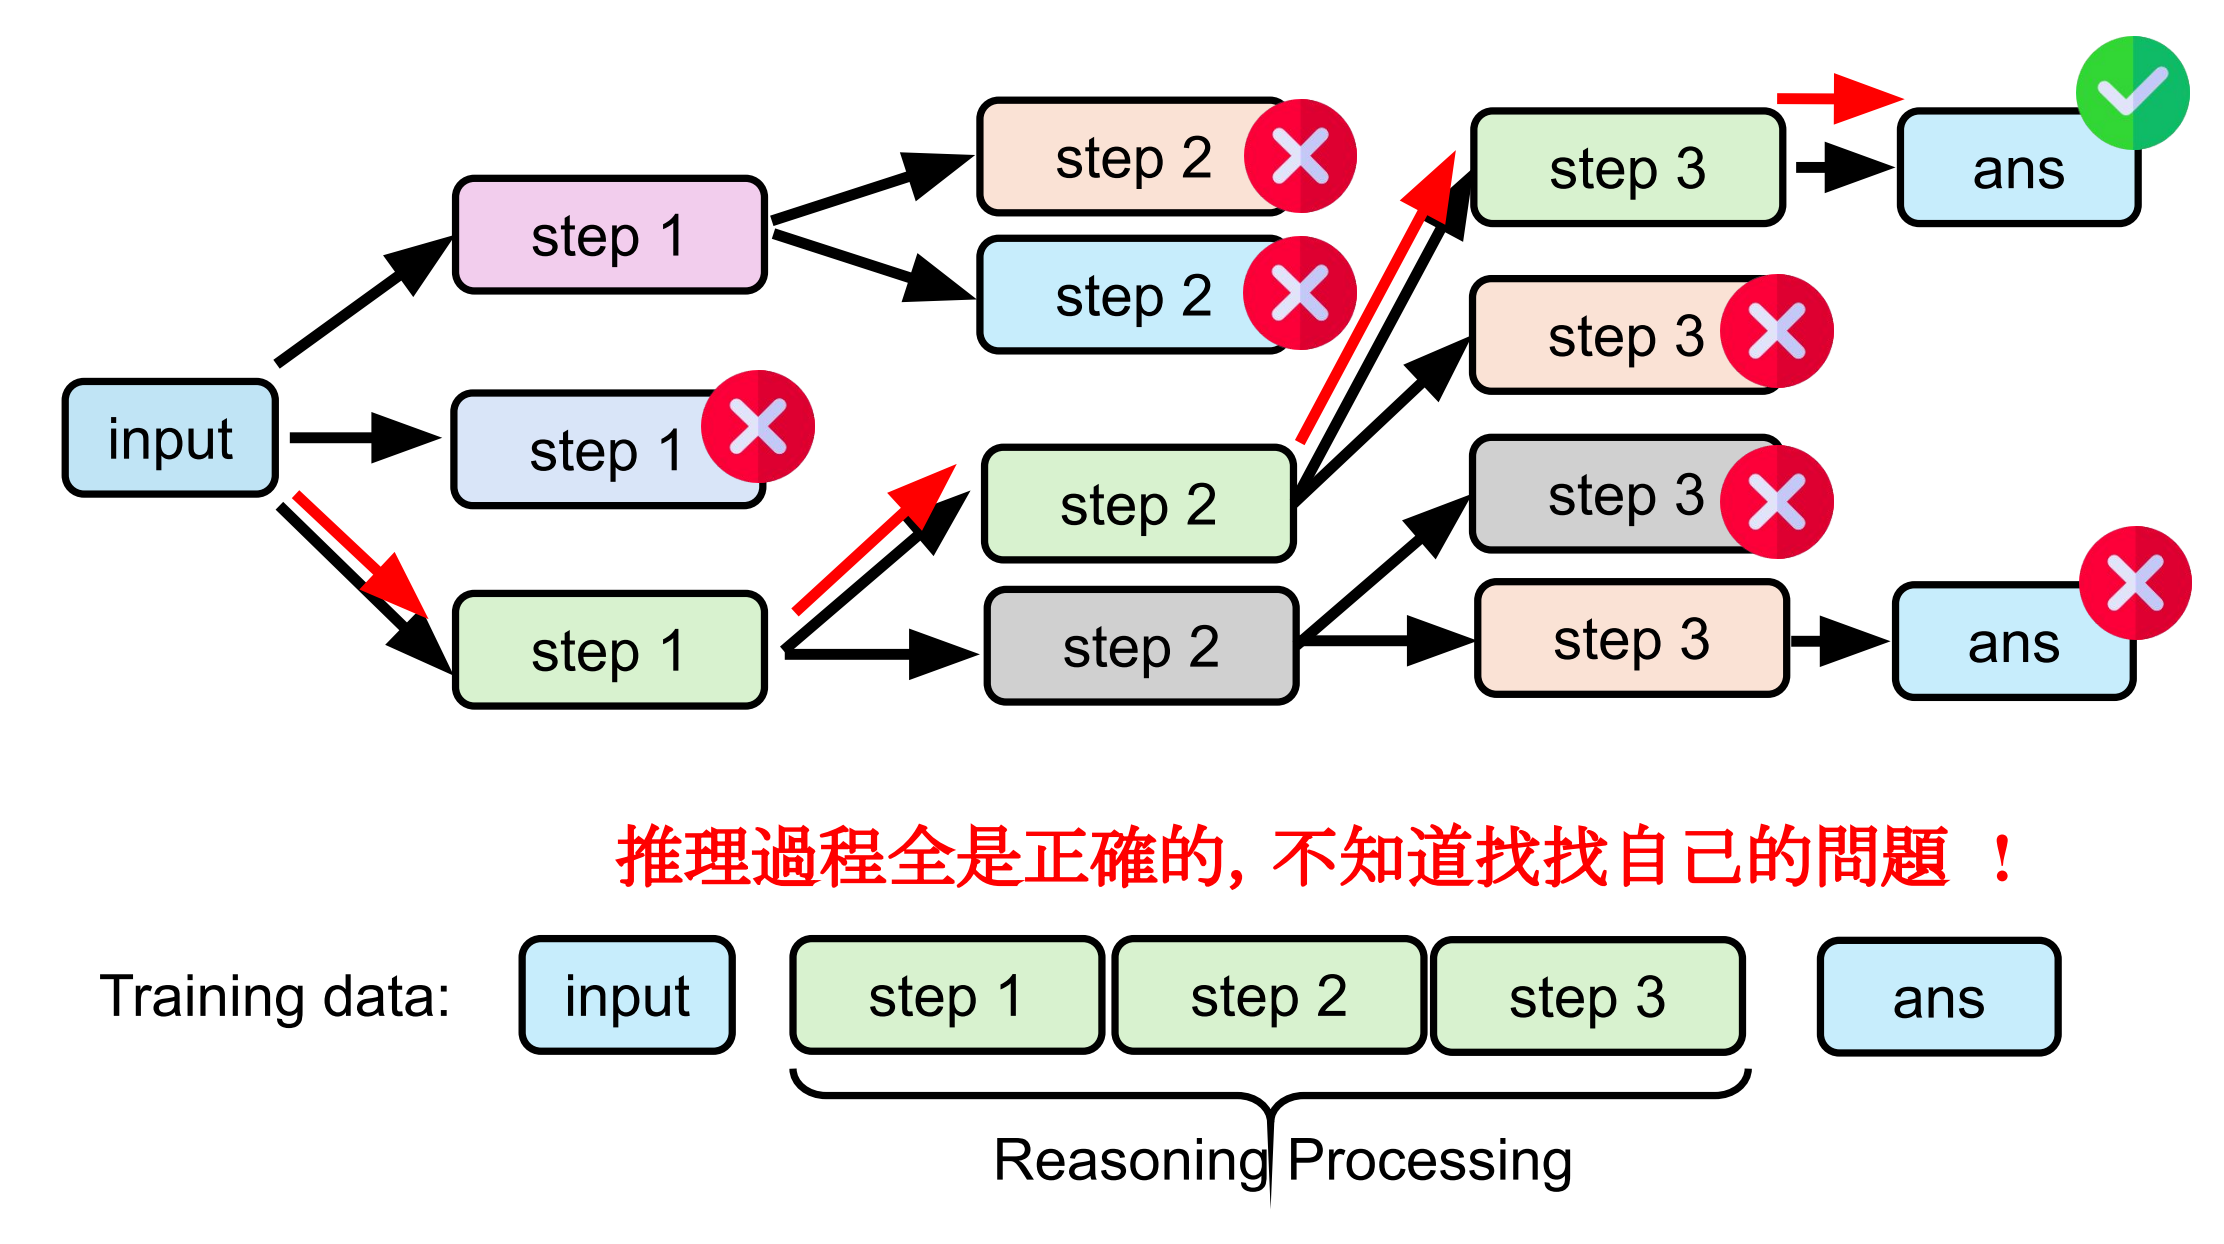 step 2
step 3
ans
step 1
step 2
step 3
input
step 1
step 2
step 3
step 1
step 2
step 3
ans
推理過程全是正確的, 不知道找找自己的問題 !
Training data: input step 1 step 2 step 3 ans
Reasoning Processing